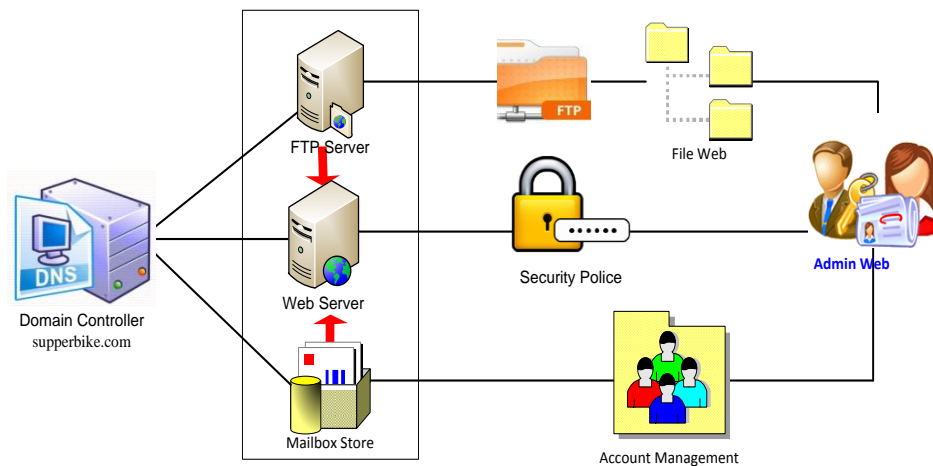 FTP Server
FTP
File Web
DNS
Domain Controller
supperbike.com
Web Server
Security Police
Admin Web
Mailbox Store
Account Management